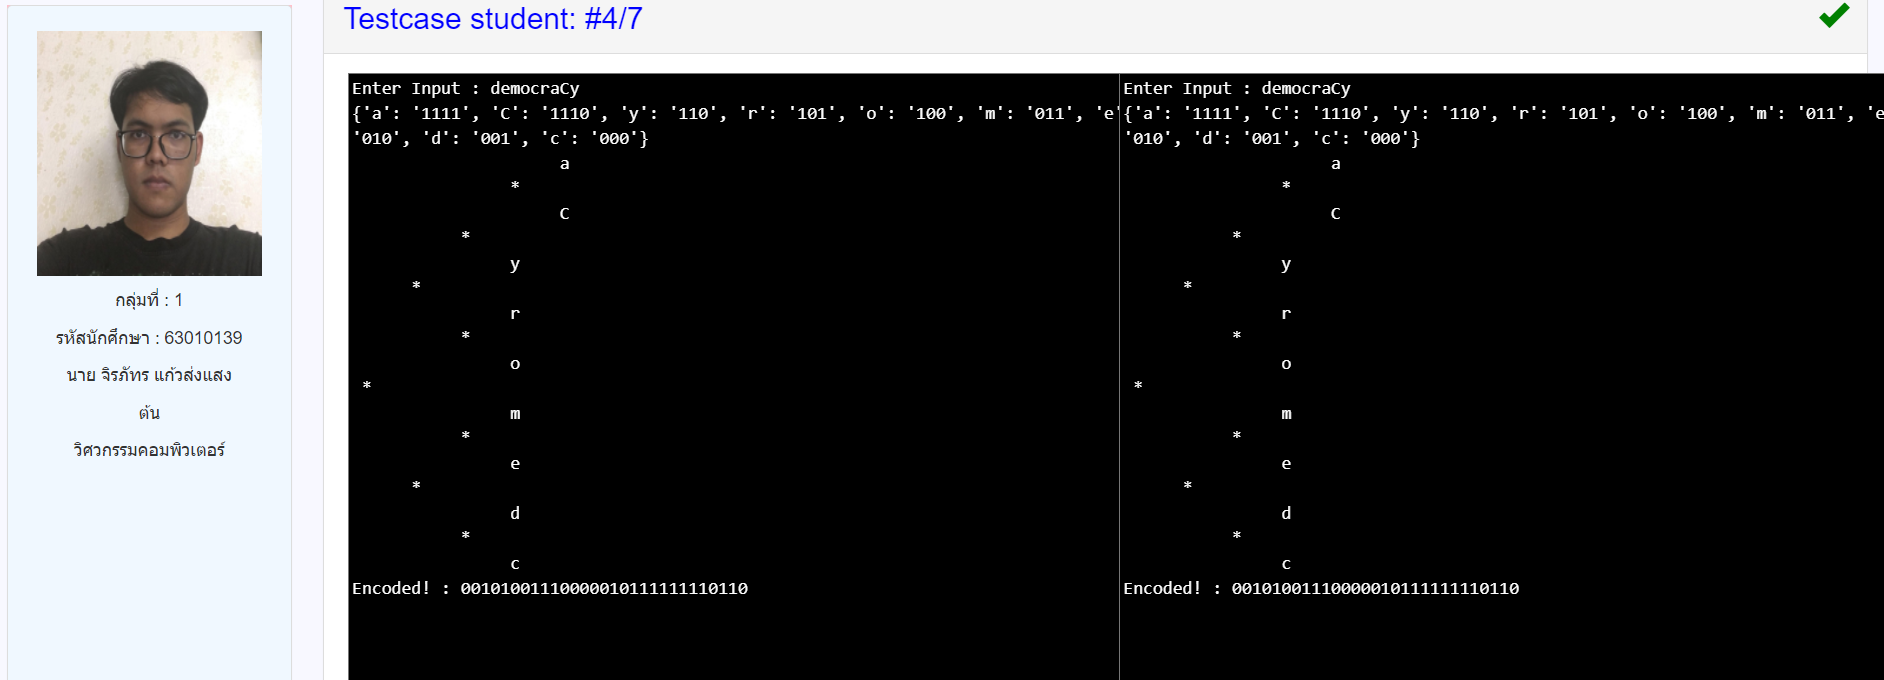 Testcase student: #4/7
กลุ่มที่ : 1
รหัสนักศึกษา : 63010139
นาย จิรภัทร แก้วส่งแสง
ต้น
วิศวกรรมคอมพิวเตอร์
Enter Input : democraCy
{'a': '1111', 'C': '1110', 'y': '110', 'r': '101', 'o': '100', 'm': '011', 'e'
'010', 'd': '001', 'c': '000'}
a
*
C
*
y
*
r
*
o
*
m
*
e
*
d
*
c
Encoded! : 00101001110000010111111110110
Enter Input : democraCy
{'a': '1111', 'C': '1110', 'y': '110', 'r': '101', 'o': '100', 'm': '011', 'e
'010', 'd': '001', 'c': '000'}
a
*
C
*
y
*
r
*
o
*
m
*
e
*
d
*
c
Encoded! : 00101001110000010111111110110